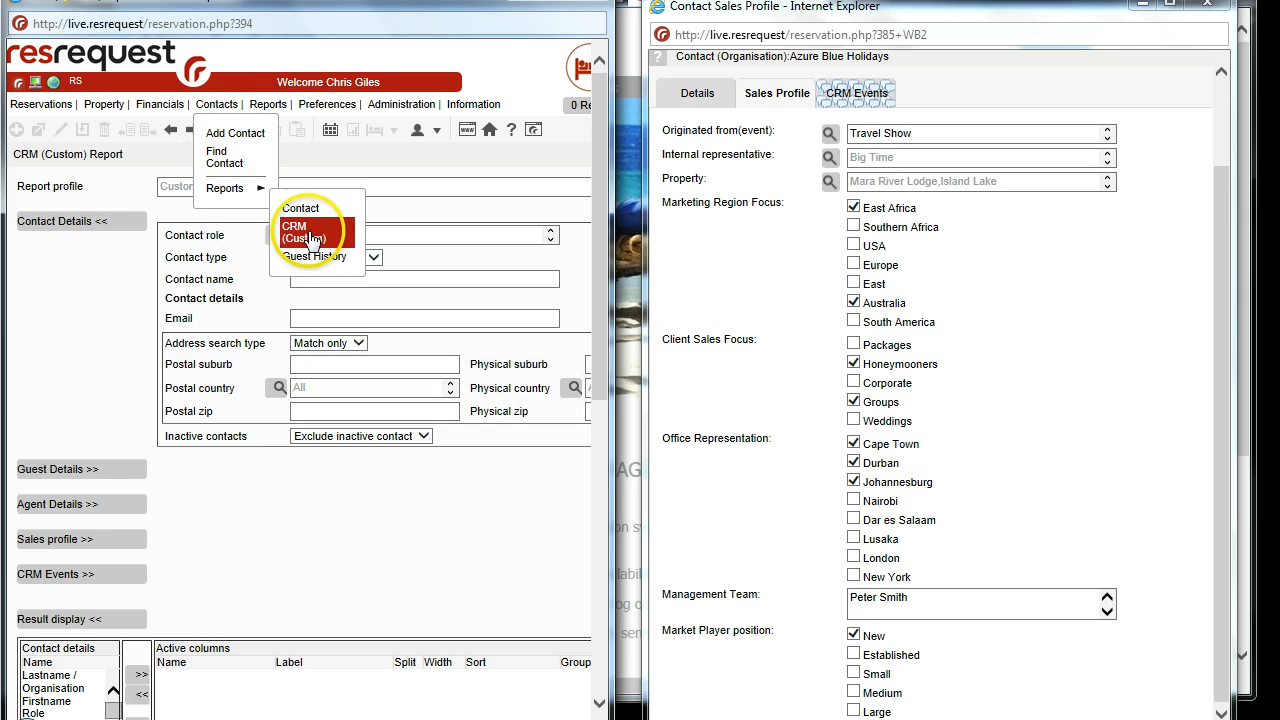 http://live.resrequest/reservation.php?394
resrequest
RS
Welcome Chris Giles
Reservations | Property | Financials | Contacts | Reports | Preferences | Administration | Information
0 Re
Add Contact
Find
Contact
Reports
Contact
CRM
(Custom)
Guest History
CRM (Custom) Report
Report profile
Contact Details <<
Contact role
Contact type
Contact name
Contact details
Email
Address search type
Match only
Postal suburb
Physical suburb
Postal country
All
Physical country
Postal zip
Physical zip
Inactive contacts
Exclude inactive contact
Guest Details >>
Agent Details >>
Sales profile >>
CRM Events >>
Result display <<
Contact details
Name
Lastname /
Organisation
Firstname
Role
>>
<<
Active columns
Name
Label
Split
Width
Sort
Group
Contact Sales Profile - Internet Explorer
http://live.resrequest/reservation.php?385+WB2
? Contact (Organisation):Azure Blue Holidays
Details
Sales Profile
CRM Events
Originated from(event):
Travel Show
Internal representative:
Big Time
Property:
Mara River Lodge,Island Lake
Marketing Region Focus:
East Africa
Southern Africa
USA
Europe
East
Australia
South America
Client Sales Focus:
Packages
Honeymooners
Corporate
Groups
Weddings
Office Representation:
Cape Town
Durban
Johannesburg
Nairobi
Dar es Salaam
Lusaka
London
New York
Management Team:
Peter Smith
Market Player position:
New
Established
Small
Medium
Large